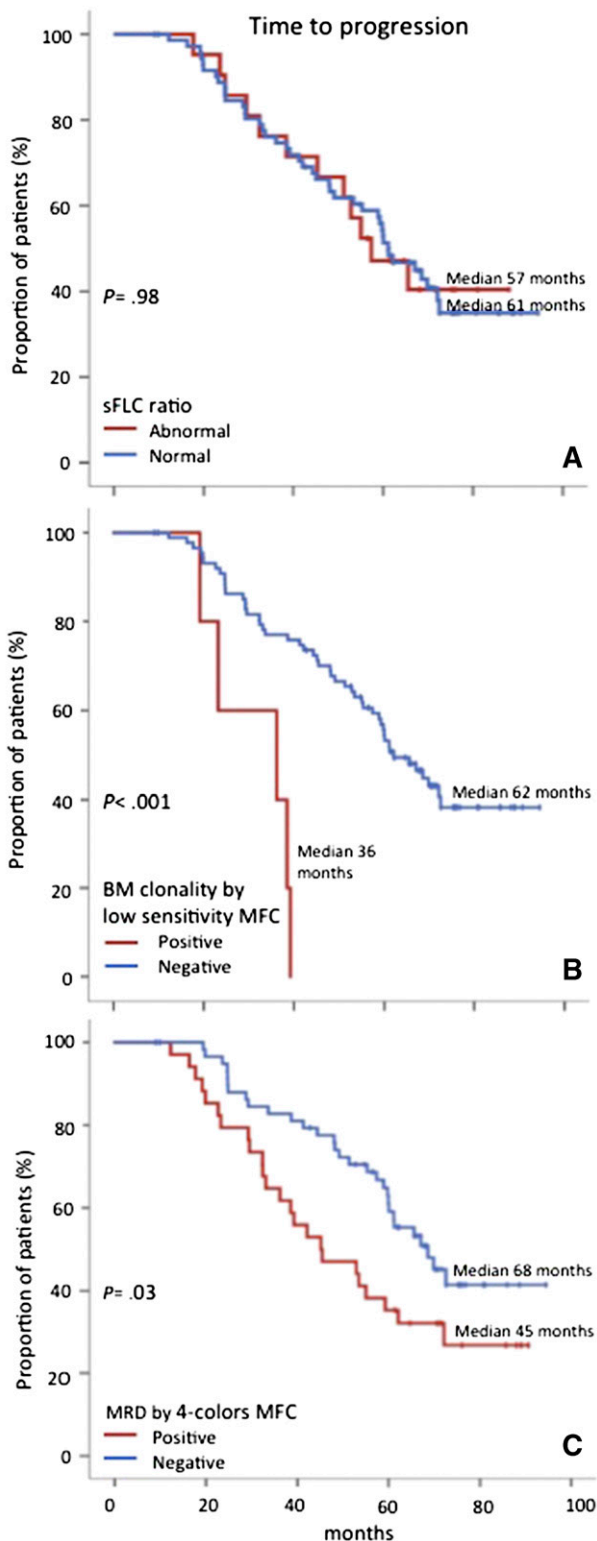 Time to progression
Proportion of patients (%)
100
80
60
40
20
0
Median 57 months
Median 61 months
P= .98
sFLC ratio
Abnormal
Normal
A
Proportion of patients (%)
100
80
60
40
20
0
Median 62 months
P< .001
Median 36
months
BM clonality by
low sensitivity MFC
Positive
Negative
B
Proportion of patients (%)
100
80
60
40
20
0
Median 68 months
P= .03
Median 45 months
MRD by 4-colors MFC
Positive
Negative
C
0 20 40 60 80 100
months